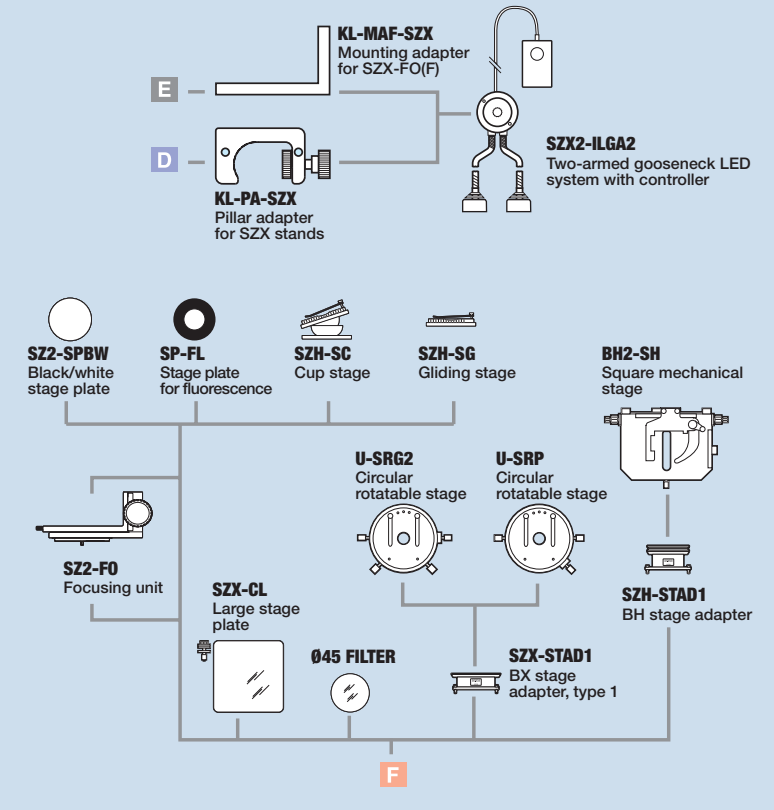 KL-MAF-SZX
Mounting adapter
for SZX-FO(F)
E
SZX2-ILGA2
Two-armed gooseneck LED
system with controller
D
KL-PA-SZX
Pillar adapter
for SZX stands
SZ2-SPBW
Black/white
stage plate
SP-FL
Stage plate
for fluorescence
SZH-SC
Cup stage
SZH-SG
Gliding stage
BH2-SH
Square mechanical
stage
U-SRG2
Circular
rotatable stage
U-SRP
Circular
rotatable stage
SZ2-FO
Focusing unit
SZX-CL
Large stage
plate
SZH-STAD1
BH stage adapter
Ø45 FILTER
SZX-STAD1
BX stage
adapter, type 1
F